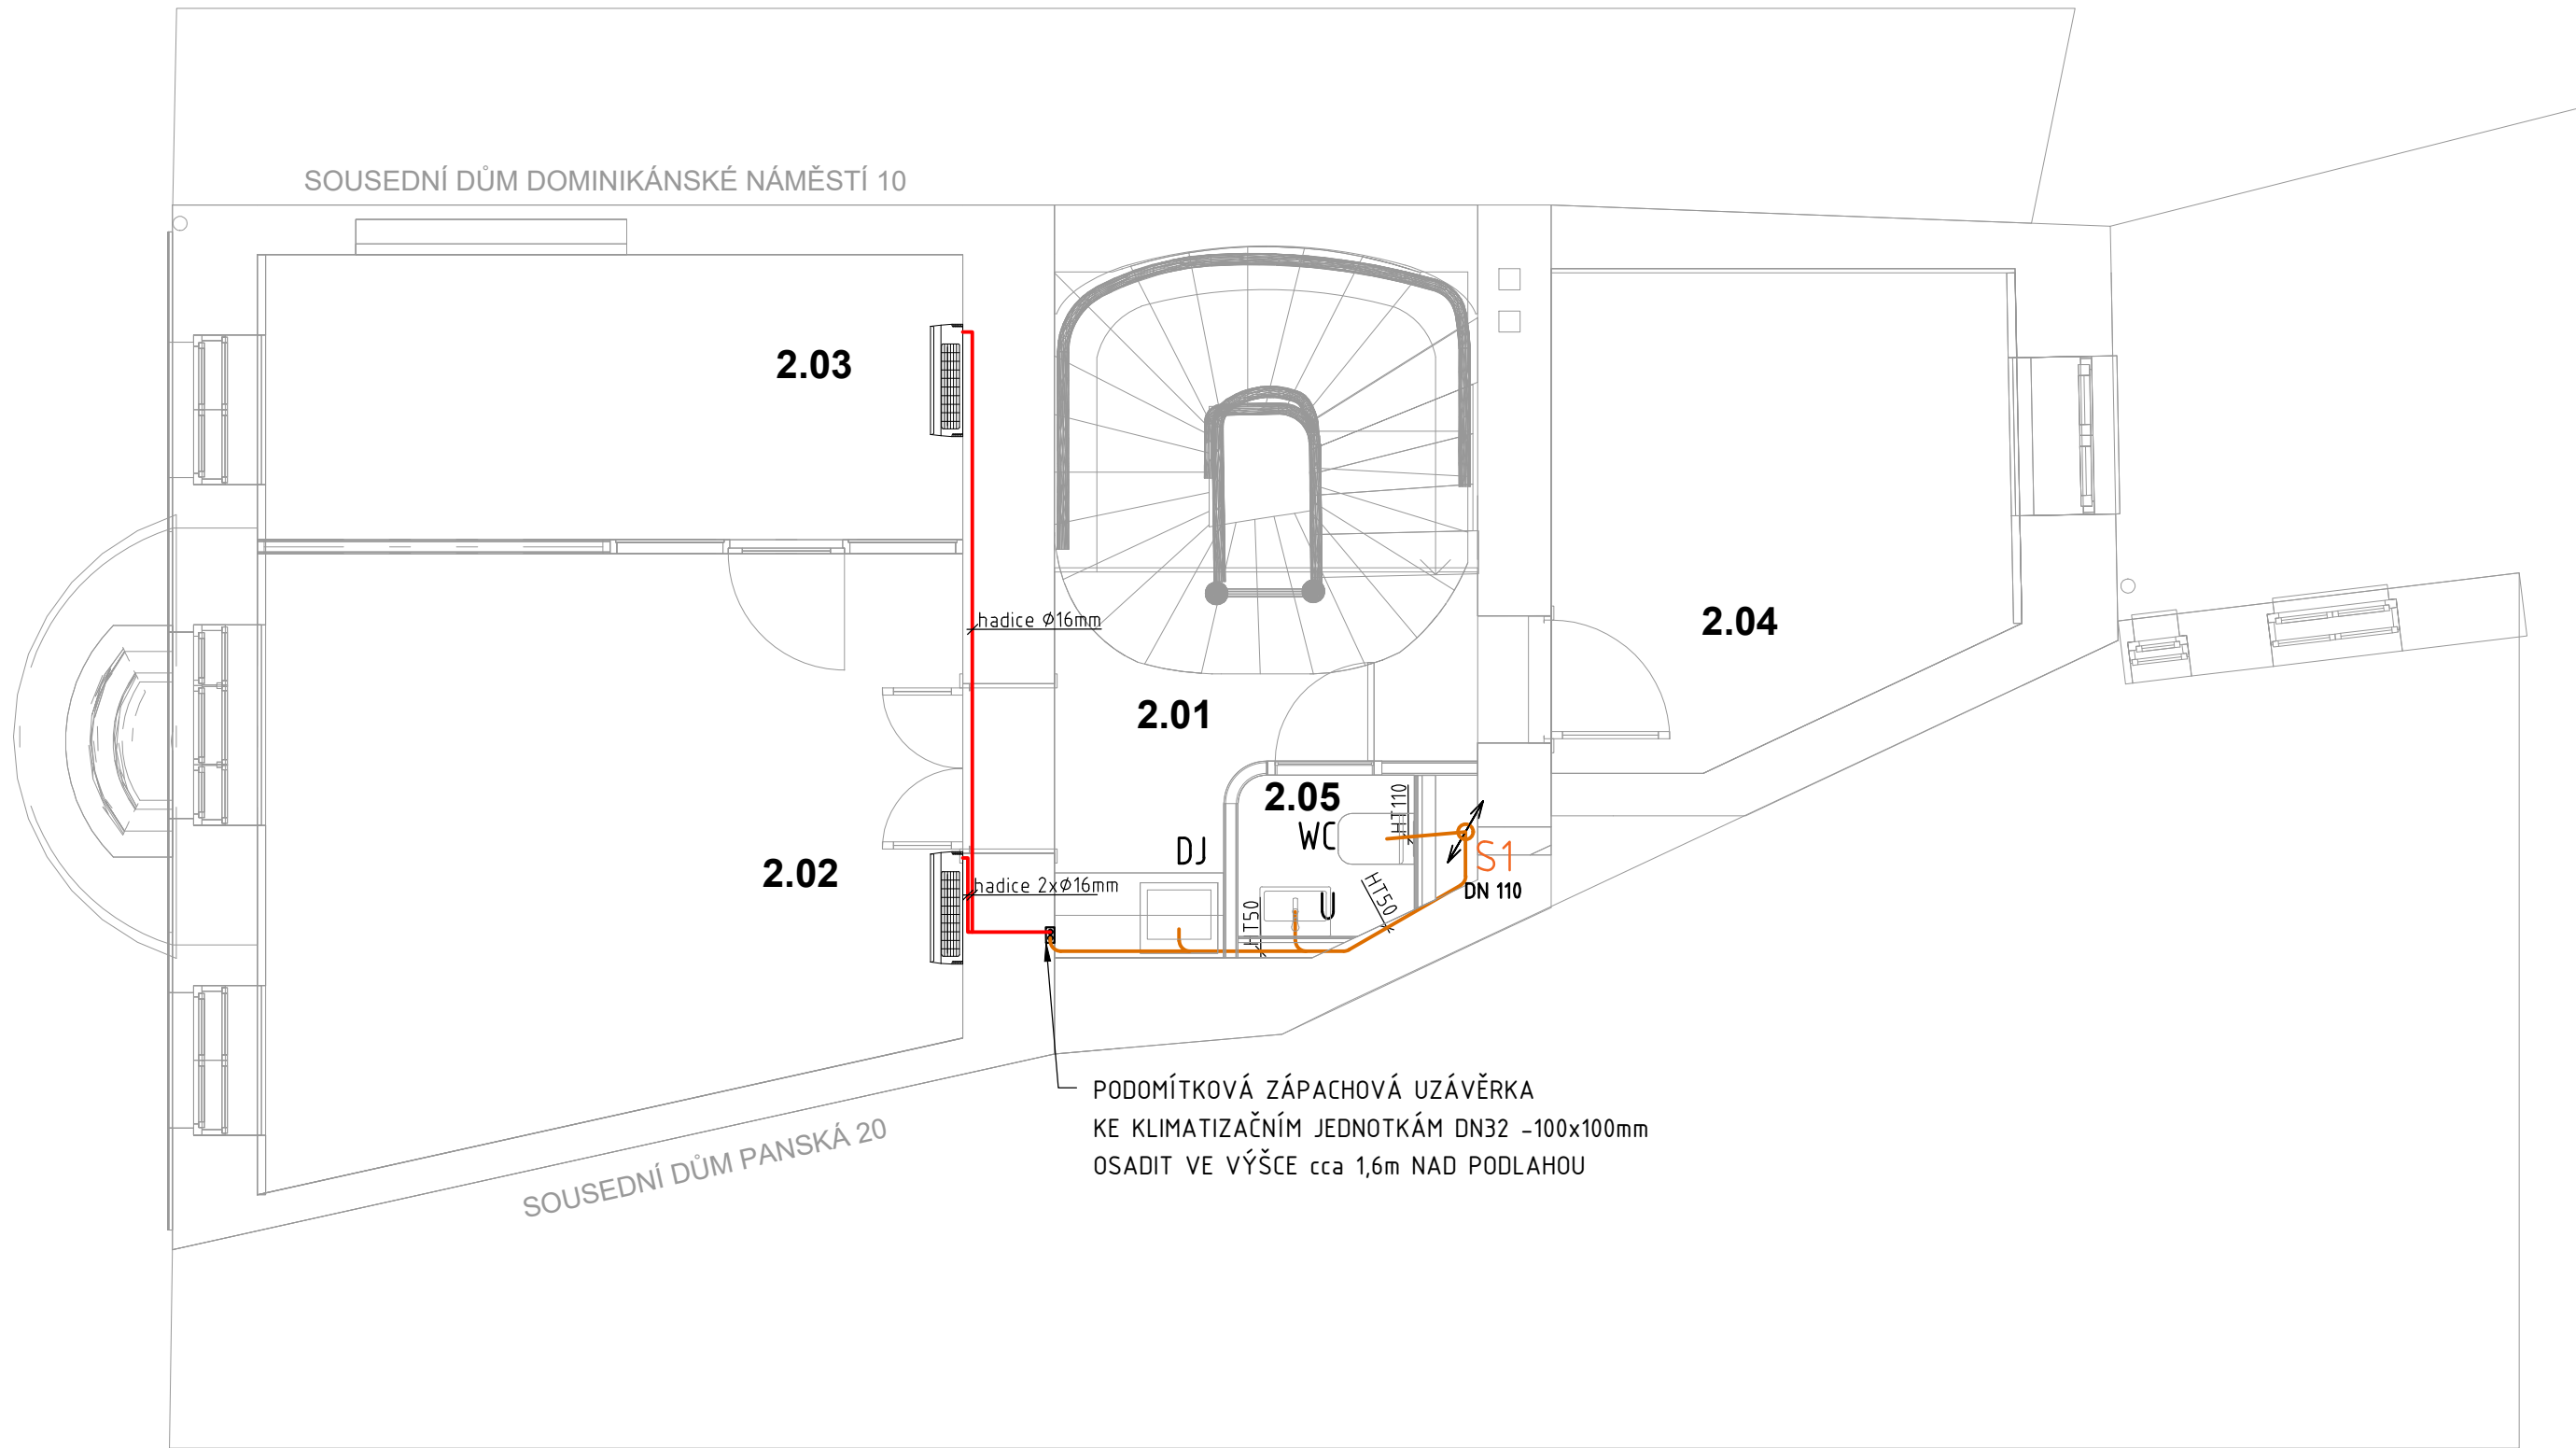 SOUSEDNÍ DŮM DOMINIKÁNSKÉ NÁMĚSTÍ 10
2.03
hadice Ø16mm
2.04
2.01
2.05
HT110
WC
DJ
S1
DN 110
2.02
hadice 2xØ16mm
U
HT50
HT50
PODOMÍTKOVÁ ZÁPACHOVÁ UZÁVĚRKA
KE KLIMATIZAČNÍM JEDNOTKÁM DN32 -100x100mm
OSADIT VE VÝŠCE cca 1,6m NAD PODLAHOU
SOUSEDNÍ DŮM PANSKÁ 20